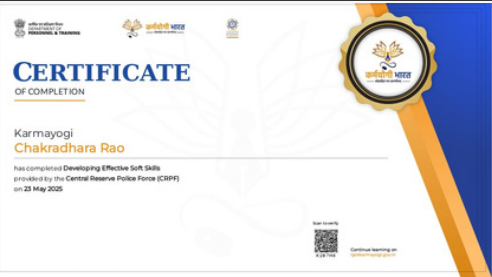 DEPARTMENT OF
PERSONNEL & TRAINING
कर्मयोगी भारत
कर्मयोगी भारत
CERTIFICATE
OF COMPLETION
Karmayogi
Chakradhara Rao
has completed Developing Effective Soft Skills
provided by the Central Reserve Police Force (CRPF)
on 23 May 2025
Scan to verify
Continue learning on